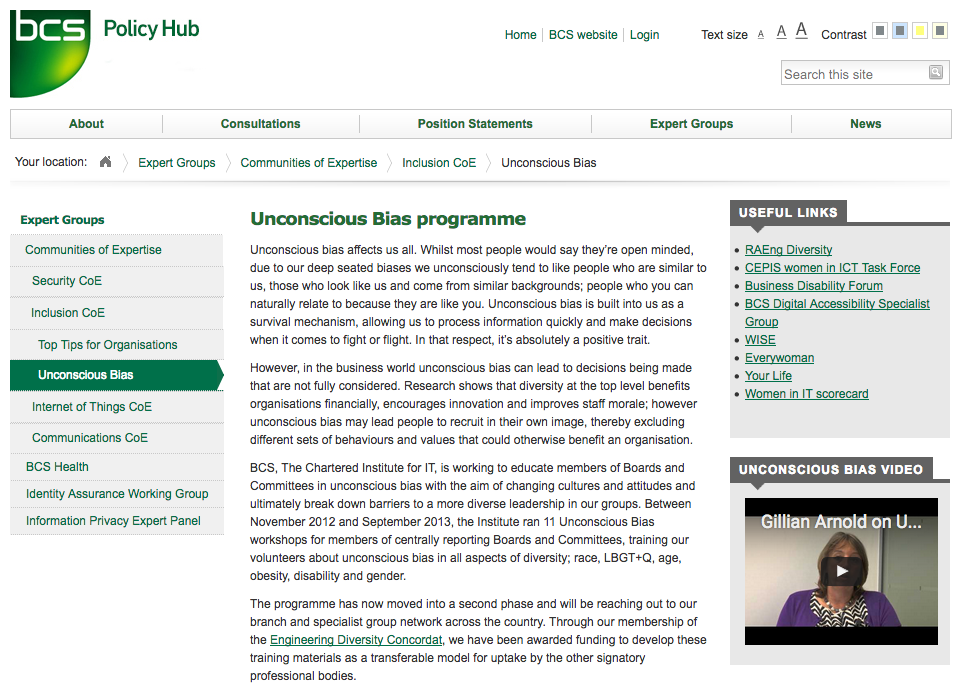 bcs Policy Hub
Home BCS website Login
Text size A A A Contrast
Search this site
About Consultations Position Statements Expert Groups News
Your location: Expert Groups Communities of Expertise Inclusion CoE Unconscious Bias
Expert Groups
Communities of Expertise
Security CoE
Inclusion CoE
Top Tips for Organisations
Unconscious Bias
Internet of Things CoE
Communications CoE
BCS Health
Identity Assurance Working Group
Information Privacy Expert Panel
Unconscious Bias programme
Unconscious bias affects us all. Whilst most people would say they're open minded,
due to our deep seated biases we unconsciously tend to like people who are similar to
us, those who look like us and come from similar backgrounds; people who you can
naturally relate to because they are like you. Unconscious bias is built into us as a
survival mechanism, allowing us to process information quickly and make decisions
when it comes to fight or flight. In that respect, it's absolutely a positive trait.
However, in the business world unconscious bias can lead to decisions being made
that are not fully considered. Research shows that diversity at the top level benefits
organisations financially, encourages innovation and improves staff morale; however
unconscious bias may lead people to recruit in their own image, thereby excluding
different sets of behaviours and values that could otherwise benefit an organisation.
BCS, The Chartered Institute for IT, is working to educate members of Boards and
Committees in unconscious bias with the aim of changing cultures and attitudes and
ultimately break down barriers to a more diverse leadership in our groups. Between
November 2012 and September 2013, the Institute ran 11 Unconscious Bias
workshops for members of centrally reporting Boards and Committees, training our
volunteers about unconscious bias in all aspects of diversity; race, LBGT+Q, age,
obesity, disability and gender.
The programme has now moved into a second phase and will be reaching out to our
branch and specialist group network across the country. Through our membership of
the Engineering Diversity Concordat, we have been awarded funding to develop these
training materials as a transferable model for uptake by the other signatory
professional bodies.
USEFUL LINKS
RAEng Diversity
CEPIS women in ICT Task Force
Business Disability Forum
BCS Digital Accessibility Specialist
Group
WISE
Everywoman
Your Life
Women in IT scorecard
UNCONSCIOUS BIAS VIDEO
Gillian Arnold on U...